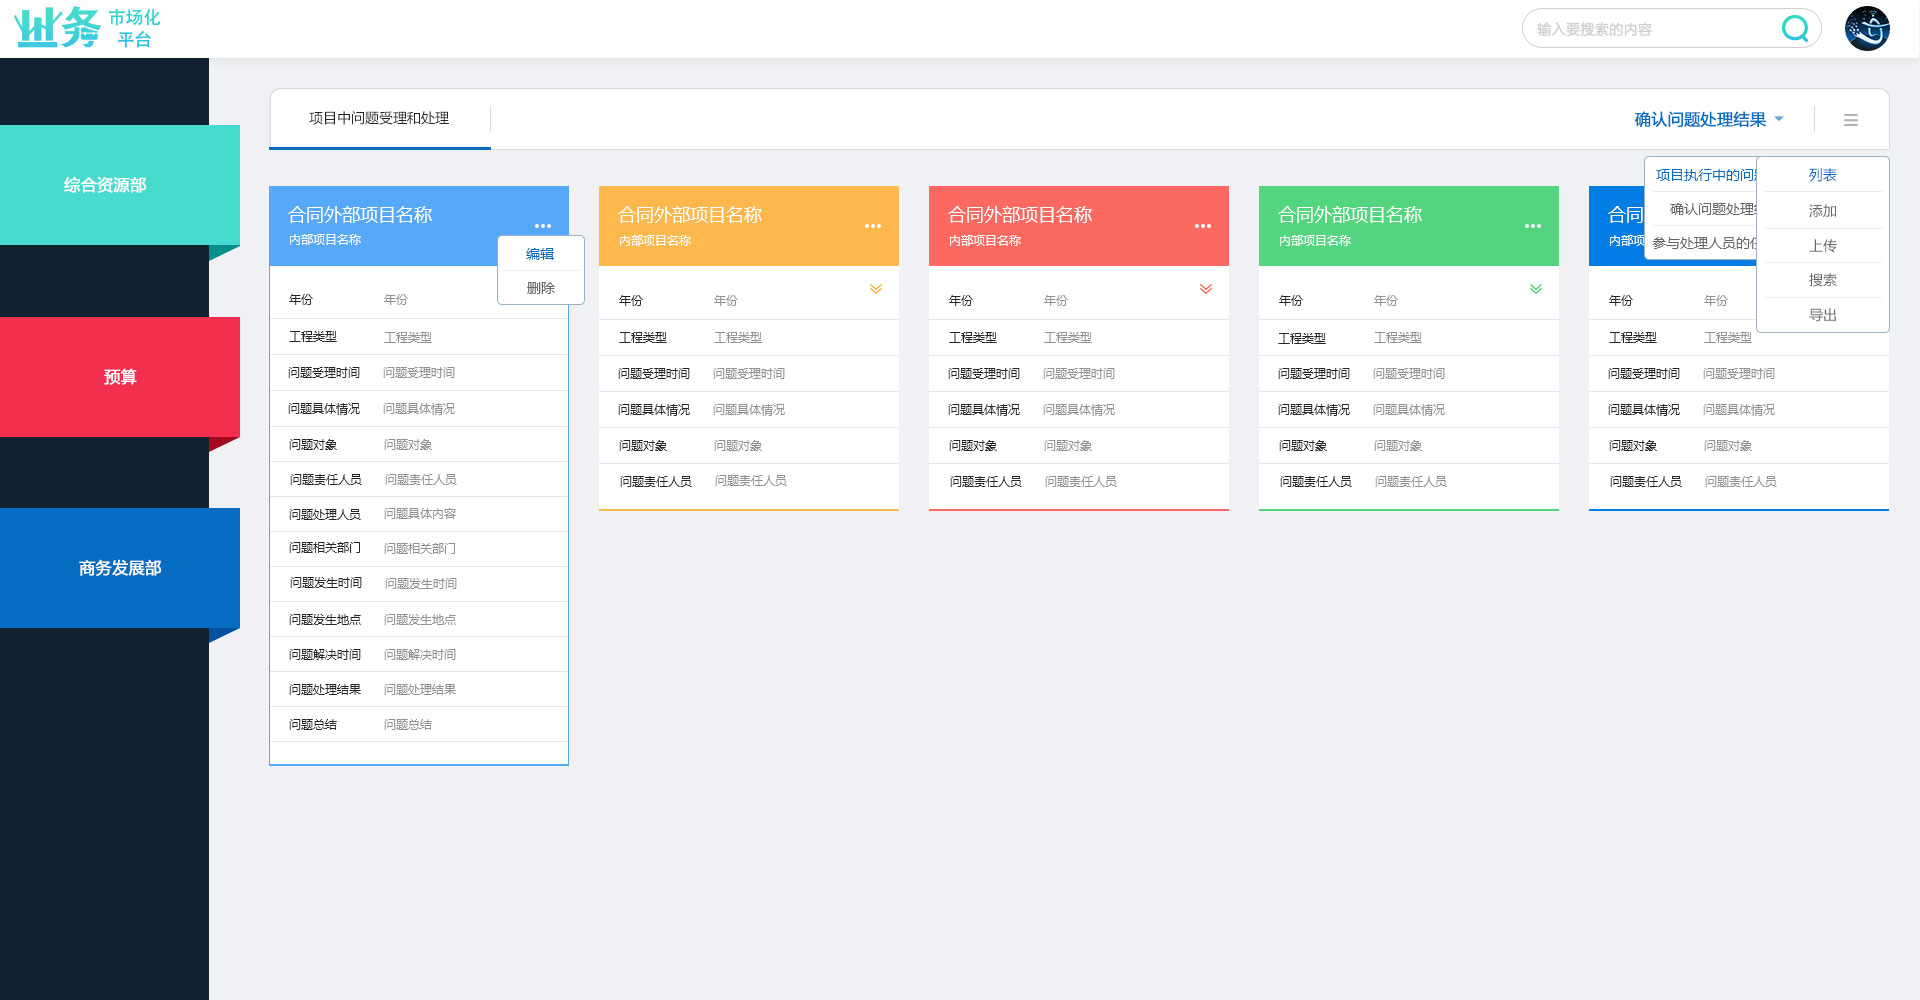 业务 市场化
平台
输入要搜索的内容
综合资源部
预算
商务发展部
项目中问题受理和处理
确认问题处理结果
项目执行中的问
确认问题处理
参与处理人员的
列表
添加
上传
搜索
导出
合同外部项目名称
内部项目名称
编辑
删除
年份 年份
工程类型 工程类型
问题受理时间 问题受理时间
问题具体情况 问题具体情况
问题对象 问题对象
问题责任人员 问题责任人员
问题处理人员 问题具体内容
问题相关部门 问题相关部门
问题发生时间 问题发生时间
问题发生地点 问题发生地点
问题解决时间 问题解决时间
问题处理结果 问题处理结果
问题总结 问题总结
合同外部项目名称
内部项目名称
年份 年份
工程类型 工程类型
问题受理时间 问题受理时间
问题具体情况 问题具体情况
问题对象 问题对象
问题责任人员 问题责任人员
合同外部项目名称
内部项目名称
年份 年份
工程类型 工程类型
问题受理时间 问题受理时间
问题具体情况 问题具体情况
问题对象 问题对象
问题责任人员 问题责任人员
合同外部项目名称
内部项目名称
年份 年份
工程类型 工程类型
问题受理时间 问题受理时间
问题具体情况 问题具体情况
问题对象 问题对象
问题责任人员 问题责任人员
合同
内部
年份 年份
工程类型 工程类型
问题受理时间 问题受理时间
问题具体情况 问题具体情况
问题对象 问题对象
问题责任人员 问题责任人员